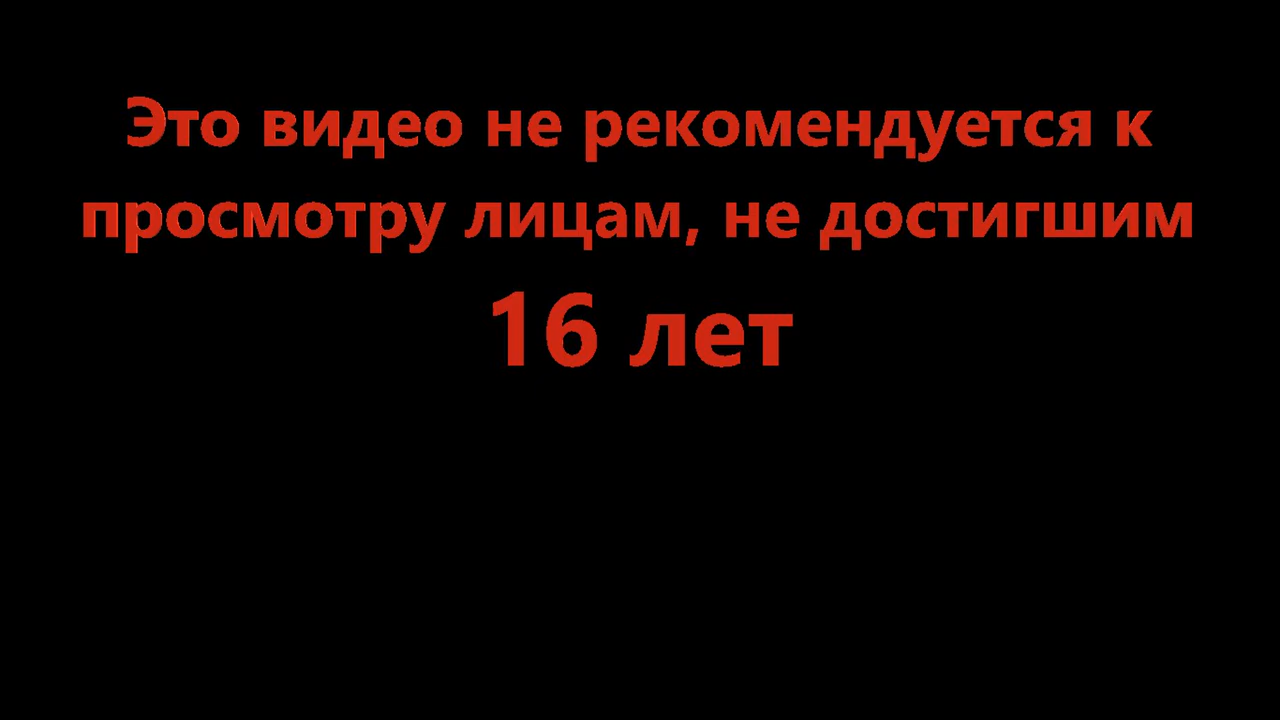 Это видео не рекомендуется к
просмотру лицам, не достигшим
16 лет